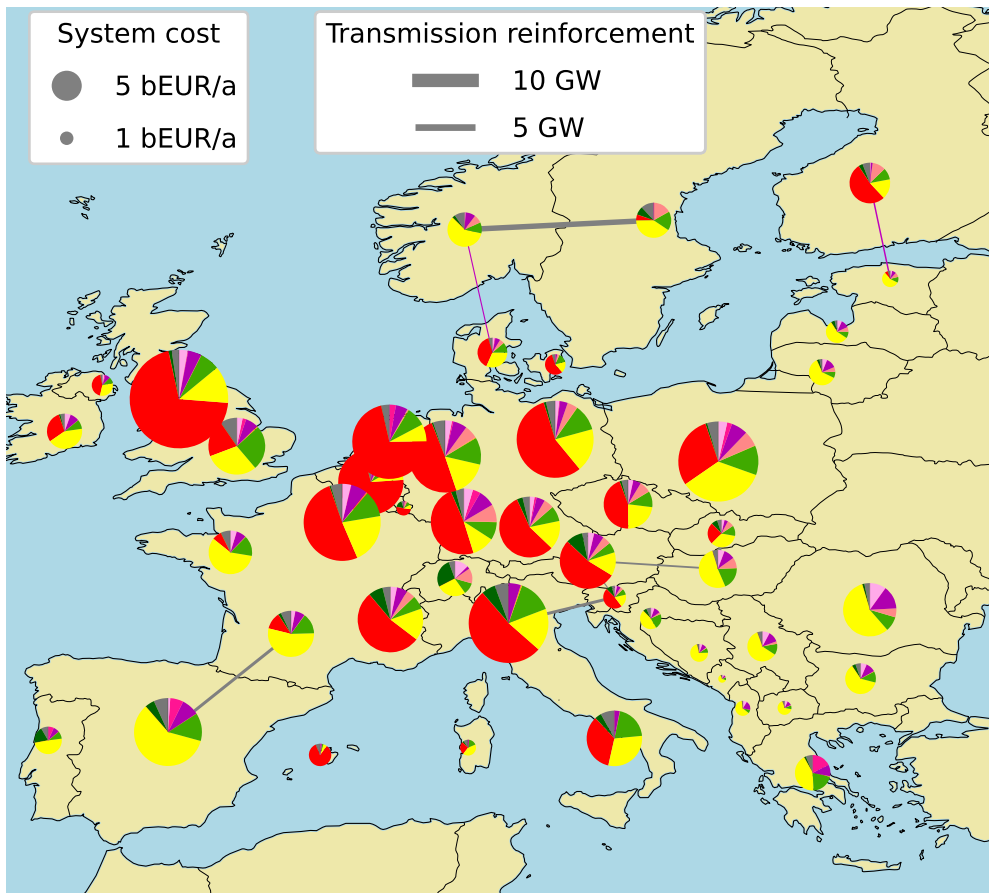 System cost
5 bEUR/a
1 bEUR/a
Transmission reinforcement
10 GW
5 GW